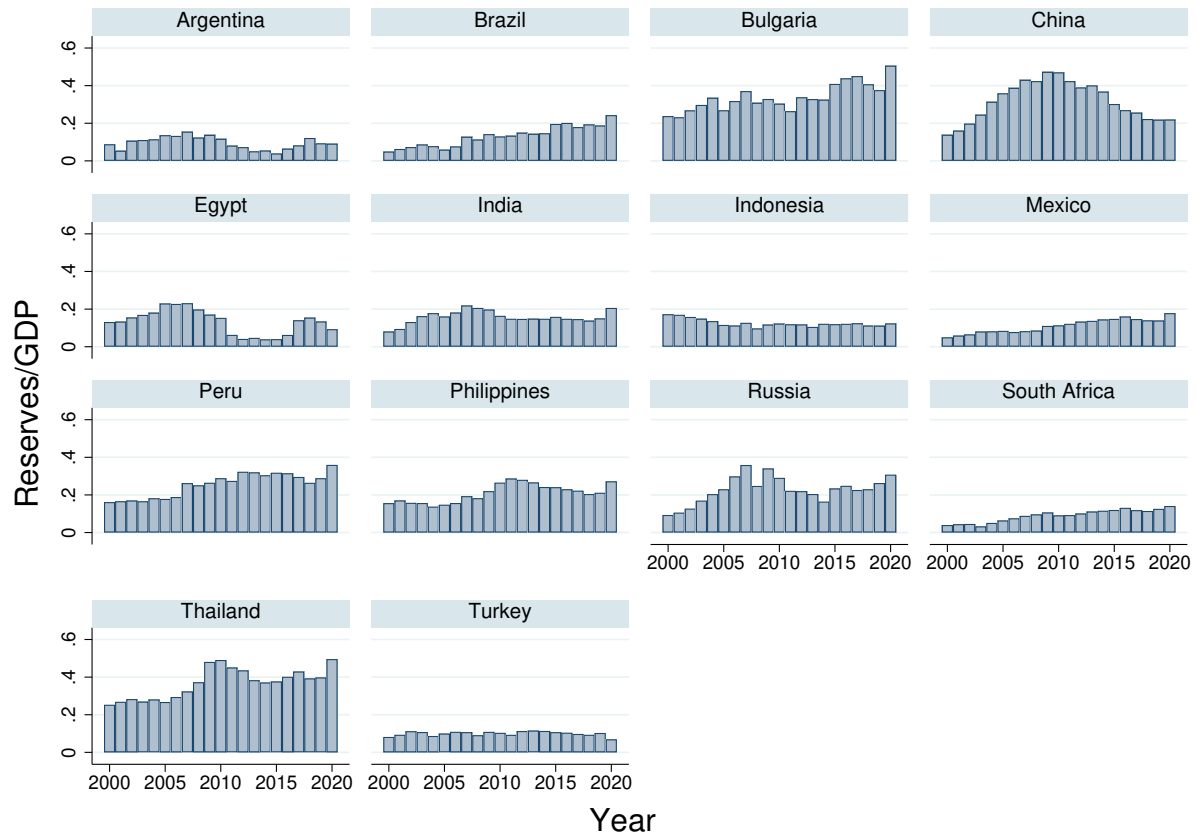 Argentina Brazil Bulgaria China
.6
.4
.2
0
Egypt India Indonesia Mexico
.6
.4
.2
0
Peru Philippines Russia South Africa
.6
.4
.2
0
2000 2005 2010 2015 2020 2000 2005 2010 2015 2020
Thailand Turkey
.6
.4
.2
0
2000 2005 2010 2015 2020 2000 2005 2010 2015 2020
Reserves/GDP
Year